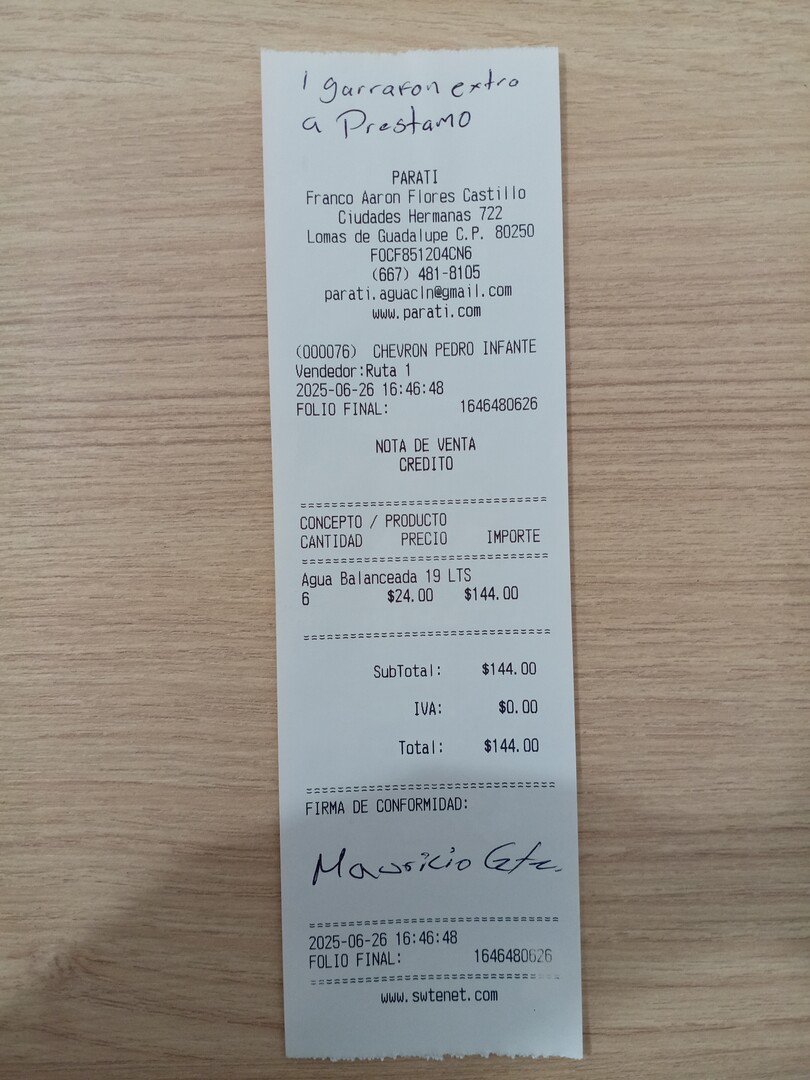 1 garrafon extra
a Prestamo
PARATI
Franco Aaron Flores Castillo
Ciudades Hermanas 722
Lomas de Guadalupe C.P. 80250
FOCF851204CN6
(667) 481-8105
parati.aguacln@gmail.com
www.parati.com
(000076) CHEVRON PEDRO INFANTE
Vendedor:Ruta 1
2025-06-26 16:46:48
FOLIO FINAL: 1646480626
NOTA DE VENTA
CREDITO
==============================
CONCEPTO / PRODUCTO
CANTIDAD PRECIO IMPORTE
==============================
Agua Balanceada 19 LTS
6 $24.00 $144.00
==============================
SubTotal: $144.00
IVA: $0.00
Total: $144.00
==============================
FIRMA DE CONFORMIDAD:
Mauricio Gtz.
==============================
2025-06-26 16:46:48
FOLIO FINAL: 1646480626
==============================
www.swtenet.com